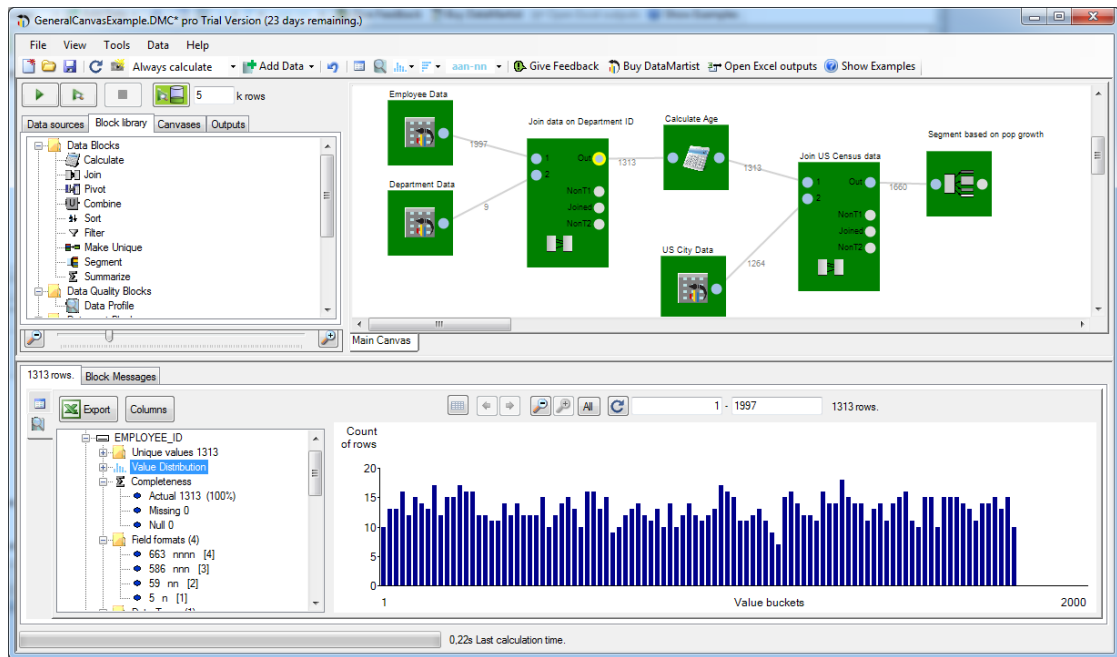 GeneralCanvasExample.DMC* pro Trial Version (23 days remaining.)
File View Tools Data Help
Always calculate Add Data aan-nn Give Feedback Buy DataMartist Open Excel outputs Show Examples
5 k rows
Data sources Block library Canvases Outputs
Data Blocks
Calculate
Join
Pivot
Combine
Sort
Filter
Make Unique
Segment
Summarize
Data Quality Blocks
Data Profile
Employee Data
1997
Department Data
9
Join data on Department ID
1 Out
2
NonT1
Joined
NonT2
1313
Calculate Age
1313
US City Data
1264
Join US Census data
1 Out
2
NonT1
Joined
NonT2
1660
Segment based on pop growth
Main Canvas
1313 rows. Block Messages
Export Columns All 1 - 1997 1313 rows.
EMPLOYEE_ID
Unique values 1313
Value Distribution
Completeness
Actual 1313 (100%)
Missing 0
Null 0
Field formats (4)
663 nnnn [4]
586 nnn [3]
59 nn [2]
5 n [1]
Count
of rows
20
15
10
5
0
1 Value buckets 2000
0,22s Last calculation time.